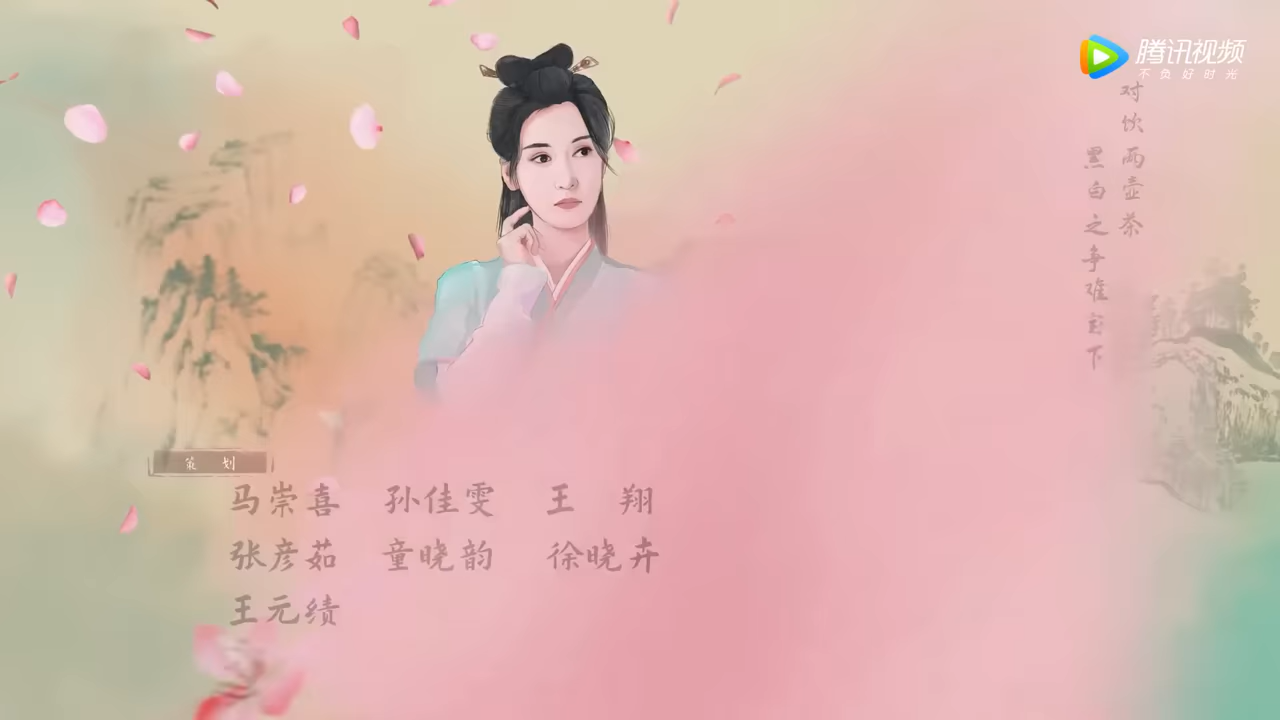 腾讯视频
不负好时光
对饮两壶茶
黑白之争难宫下
策划
马崇喜 孙佳雯 王翔
张彦茹 童晓韵 徐晓卉
王元绩